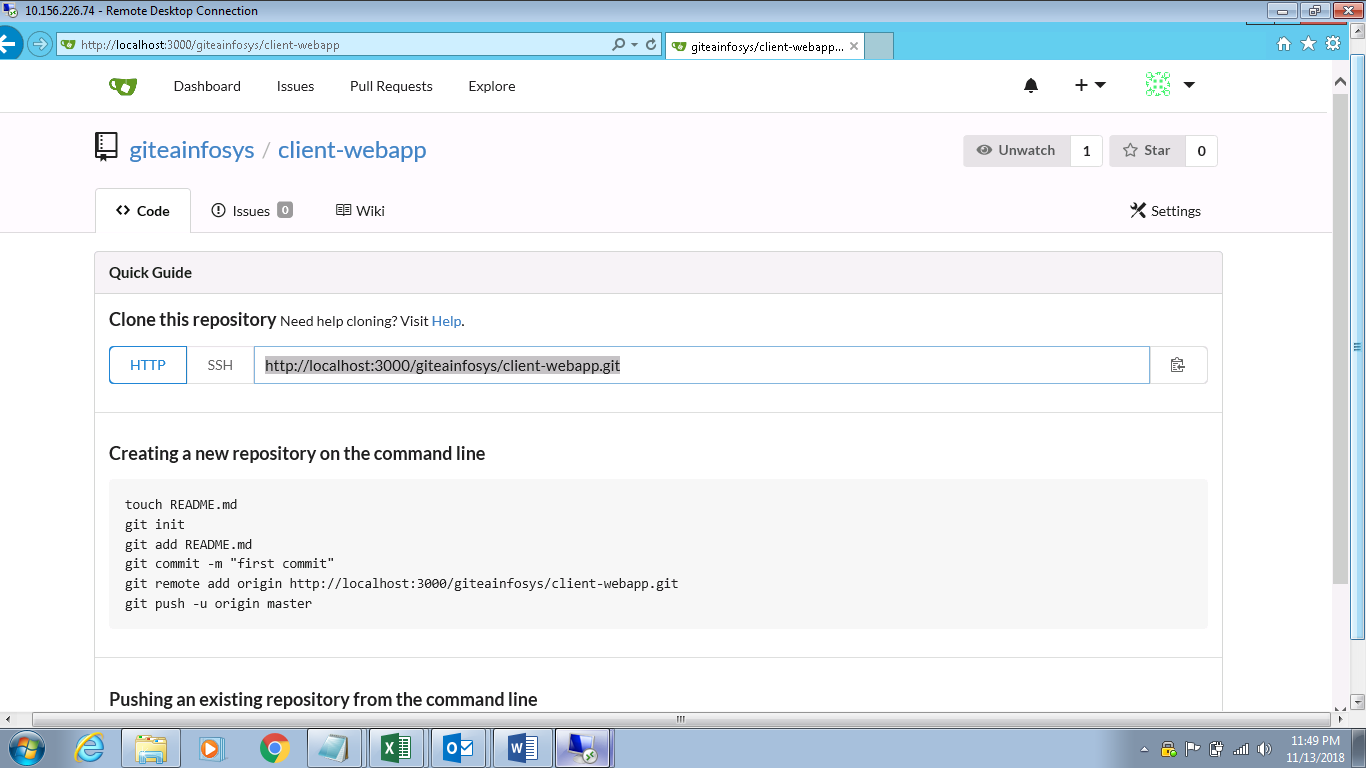 10.156.226.74 - Remote Desktop Connection
http://localhost:3000/giteainfosys/client-webapp
giteainfosys/client-webapp...
Dashboard Issues Pull Requests Explore
giteainfosys / client-webapp
Unwatch 1 Star 0
Code Issues 0 Wiki Settings
Quick Guide
Clone this repository Need help cloning? Visit Help.
HTTP SSH http://localhost:3000/giteainfosys/client-webapp.git
Creating a new repository on the command line
touch README.md
git init
git add README.md
git commit -m "first commit"
git remote add origin http://localhost:3000/giteainfosys/client-webapp.git
git push -u origin master
Pushing an existing repository from the command line
11:49 PM
11/13/2018